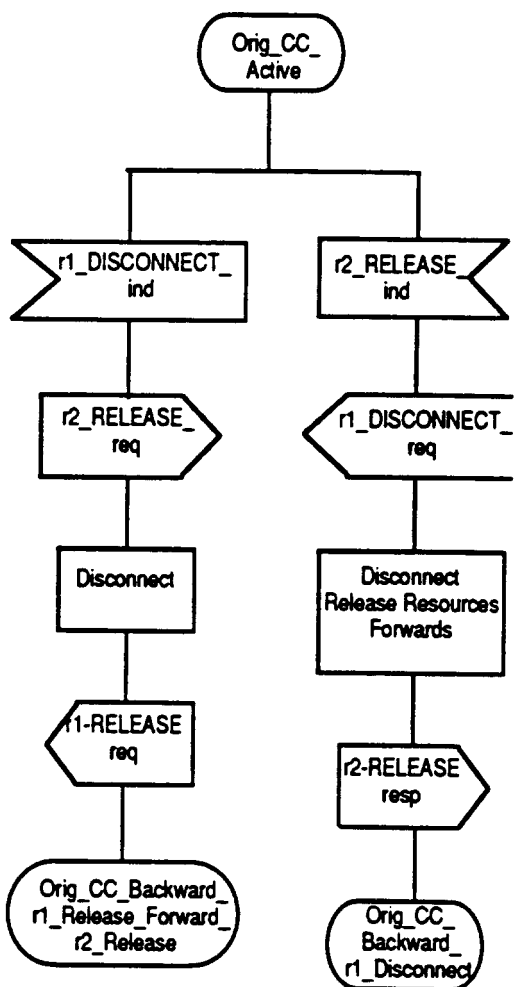 Orig_CC_
Active
r1_DISCONNECT_
ind
r2_RELEASE_
req
Disconnect
r1-RELEASE
req
Orig_CC_Backward_
r1_Release_Forward_
r2_Release
r2_RELEASE_
ind
r1_DISCONNECT_
req
Disconnect
Release Resources
Forwards
r2-RELEASE
resp
Orig_CC_
Backward_
r1_Disconnect